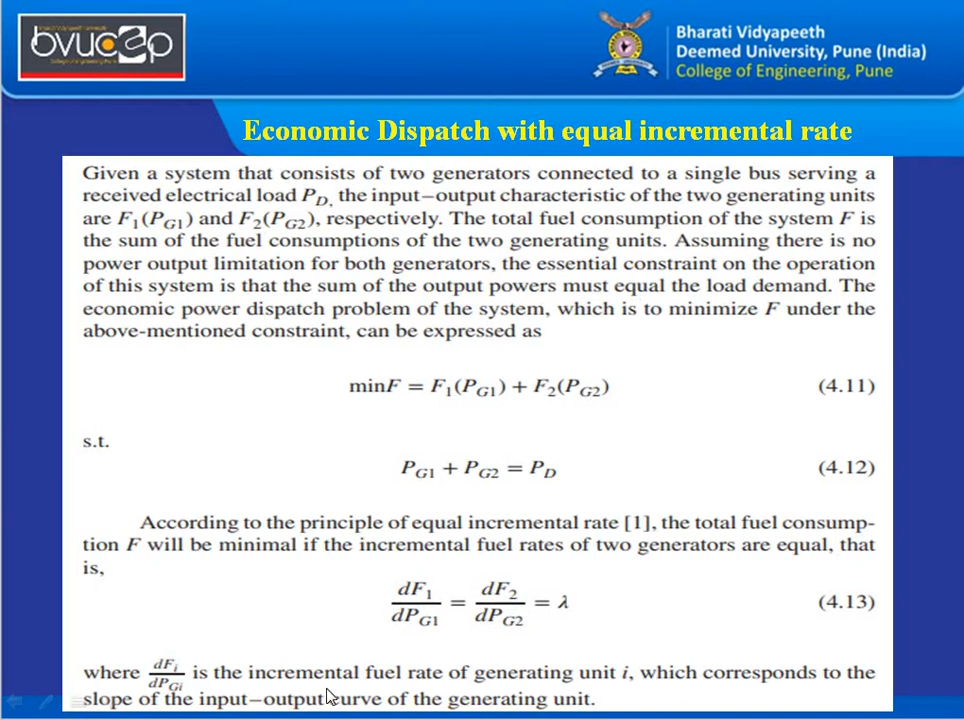 bvucoep
Bharati Vidyapeeth
Deemed University, Pune (India)
College of Engineering, Pune
Economic Dispatch with equal incremental rate
Given a system that consists of two generators connected to a single bus serving a
received electrical load P_D, the input–output characteristic of the two generating units
are F₁(P_G1) and F₂(P_G2), respectively. The total fuel consumption of the system F is
the sum of the fuel consumptions of the two generating units. Assuming there is no
power output limitation for both generators, the essential constraint on the operation
of this system is that the sum of the output powers must equal the load demand. The
economic power dispatch problem of the system, which is to minimize F under the
above-mentioned constraint, can be expressed as
minF = F₁(P_G1) + F₂(P_G2) (4.11)
s.t.
P_G1 + P_G2 = P_D (4.12)
According to the principle of equal incremental rate [1], the total fuel consump-
tion F will be minimal if the incremental fuel rates of two generators are equal, that
is,
dF₁/dP_G1 = dF₂/dP_G2 = λ (4.13)
where dF_i/dP_Gi is the incremental fuel rate of generating unit i, which corresponds to the
slope of the input–output curve of the generating unit.